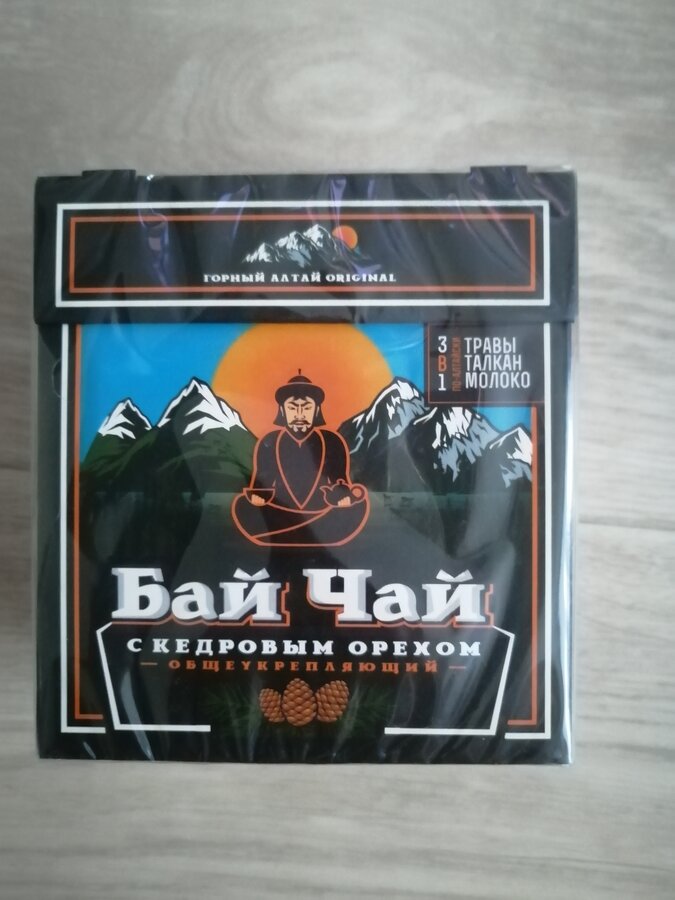 ГОРНЫЙ АЛТАЙ ORIGINAL
3 В 1
ПО-АЛТАЙСКИ
ТРАВЫ
ТАЛКАН
МОЛОКО
Бай Чай
С КЕДРОВЫМ ОРЕХОМ
— ОБЩЕУКРЕПЛЯЮЩИЙ —